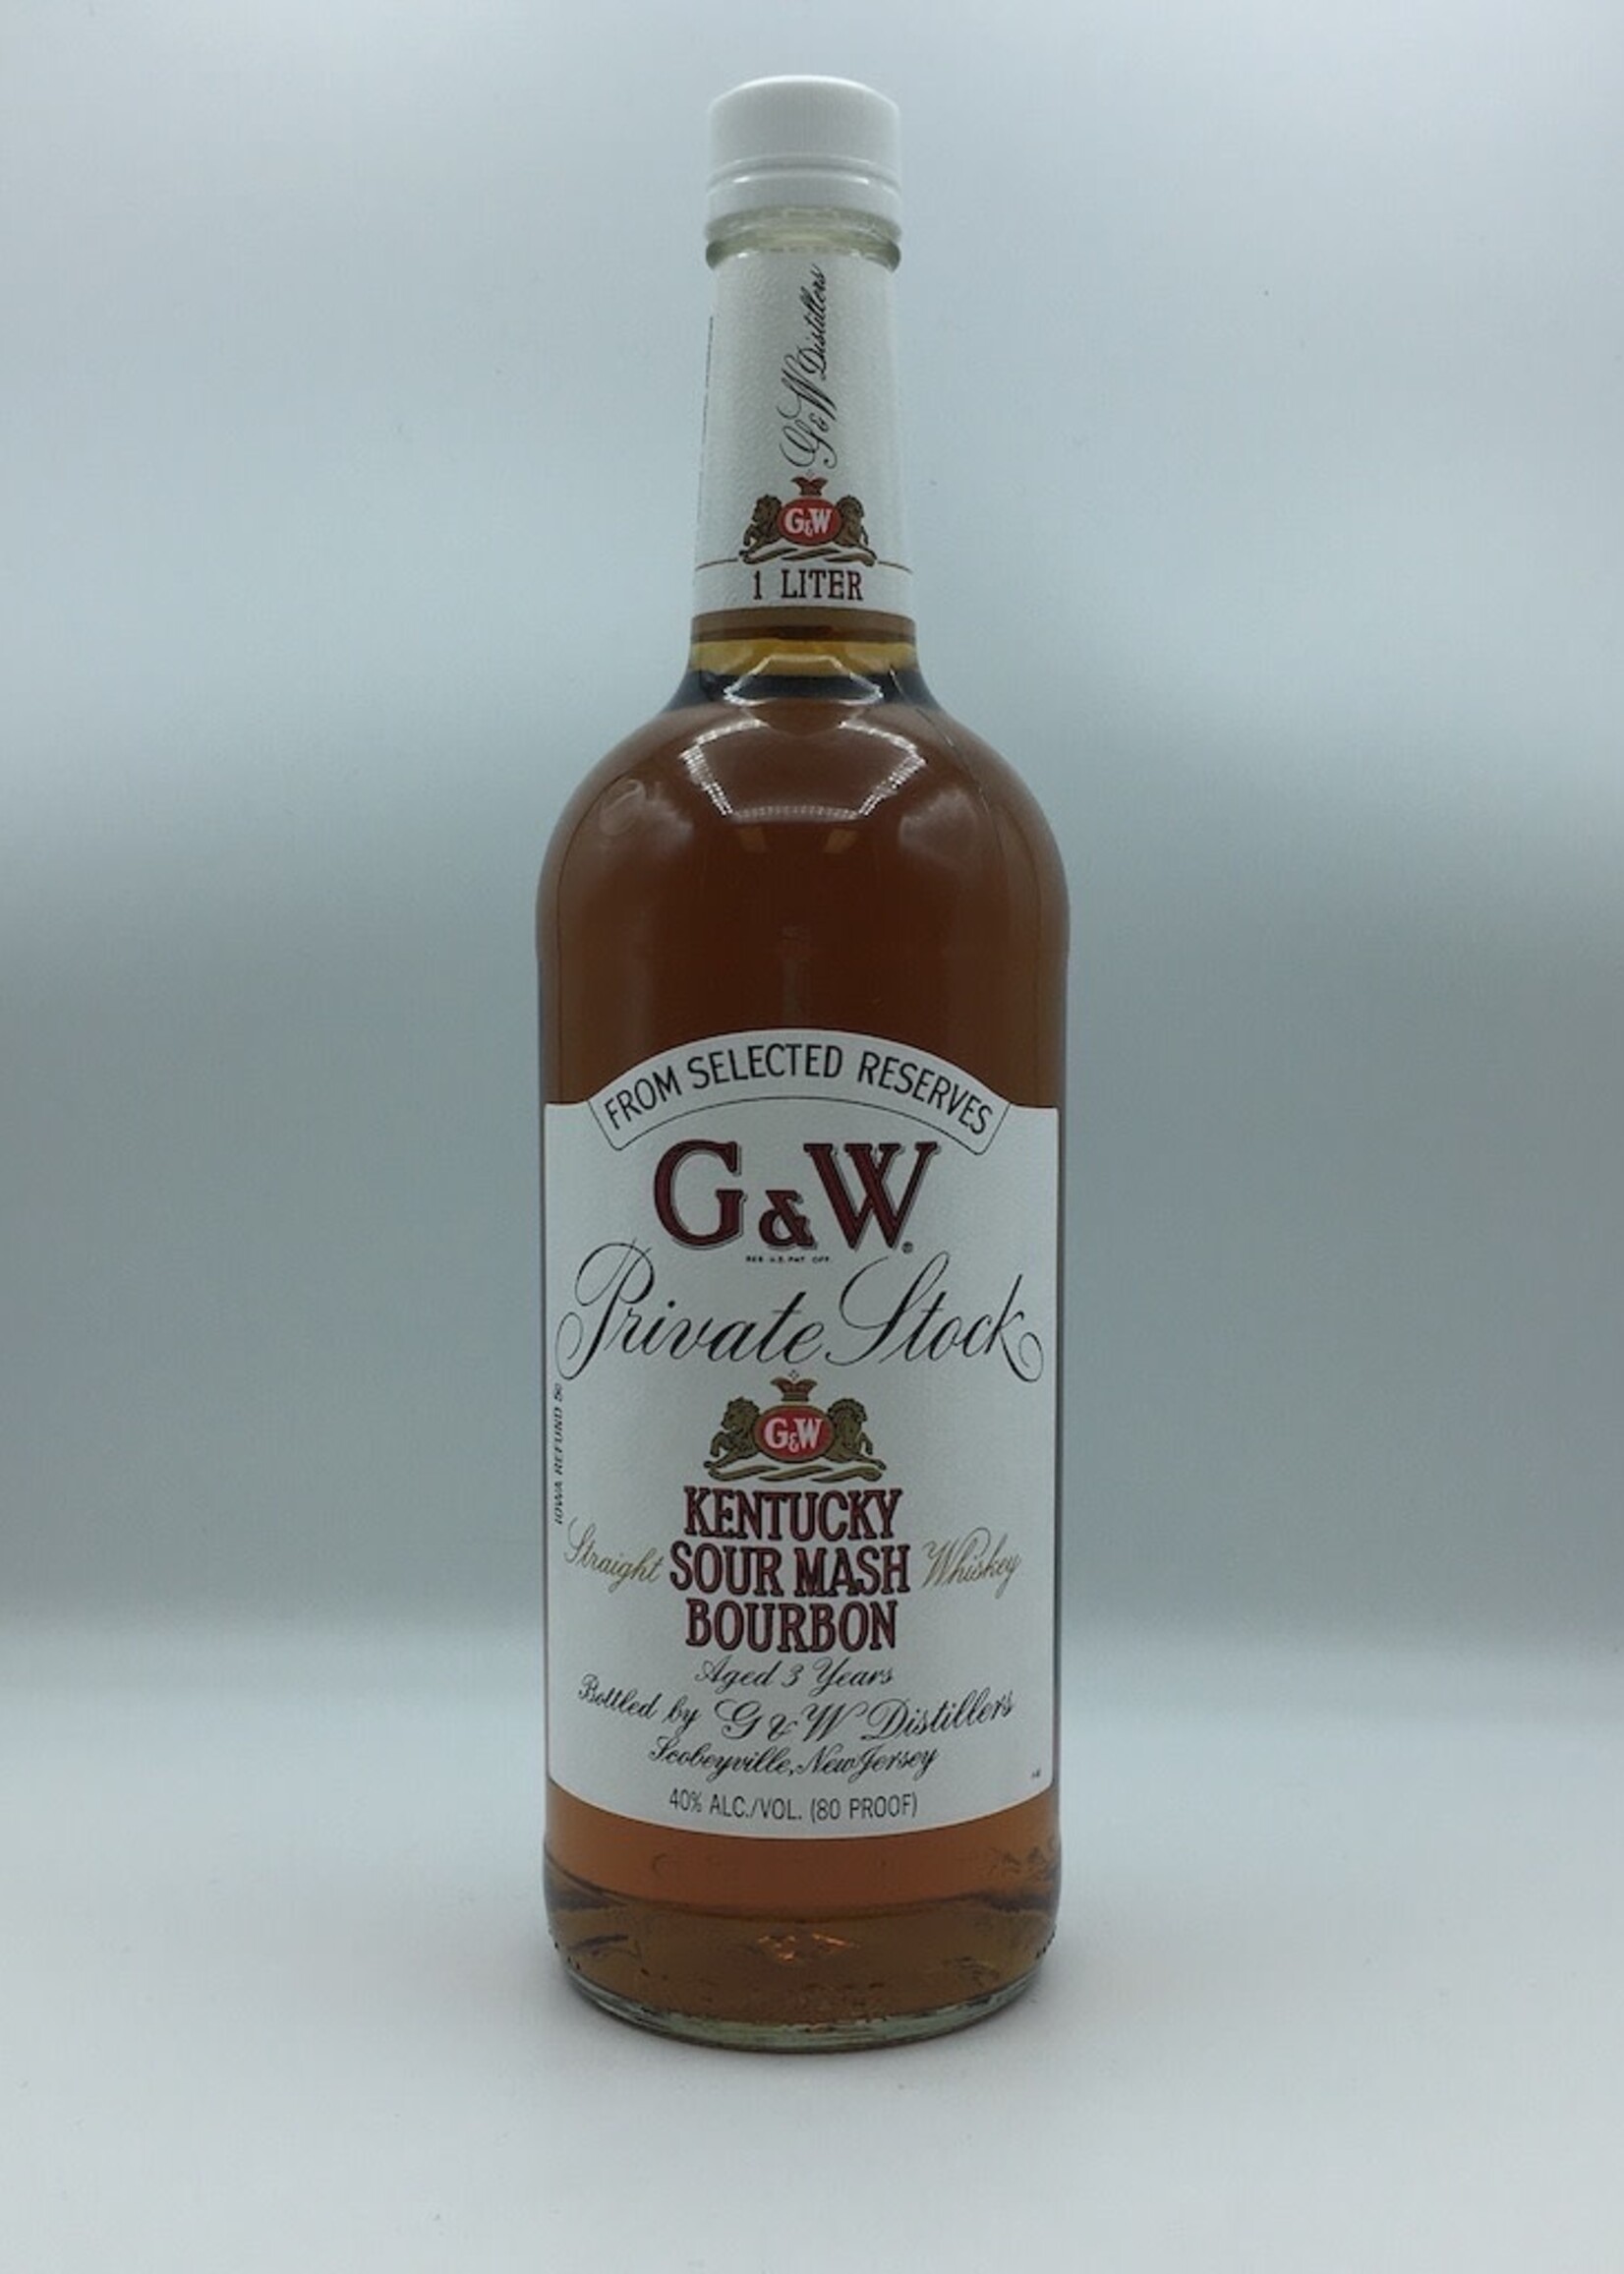 G&W Distillers
G&W
1 LITER
FROM SELECTED RESERVES
G&W®
REG. U.S. PAT. OFF.
Private Stock
G&W
IOWA REFUND 5¢
KENTUCKY
Straight SOUR MASH Whiskey
BOURBON
Aged 3 Years
Bottled by G & W Distillers
Scobeyville, New Jersey
40% ALC./VOL. (80 PROOF)